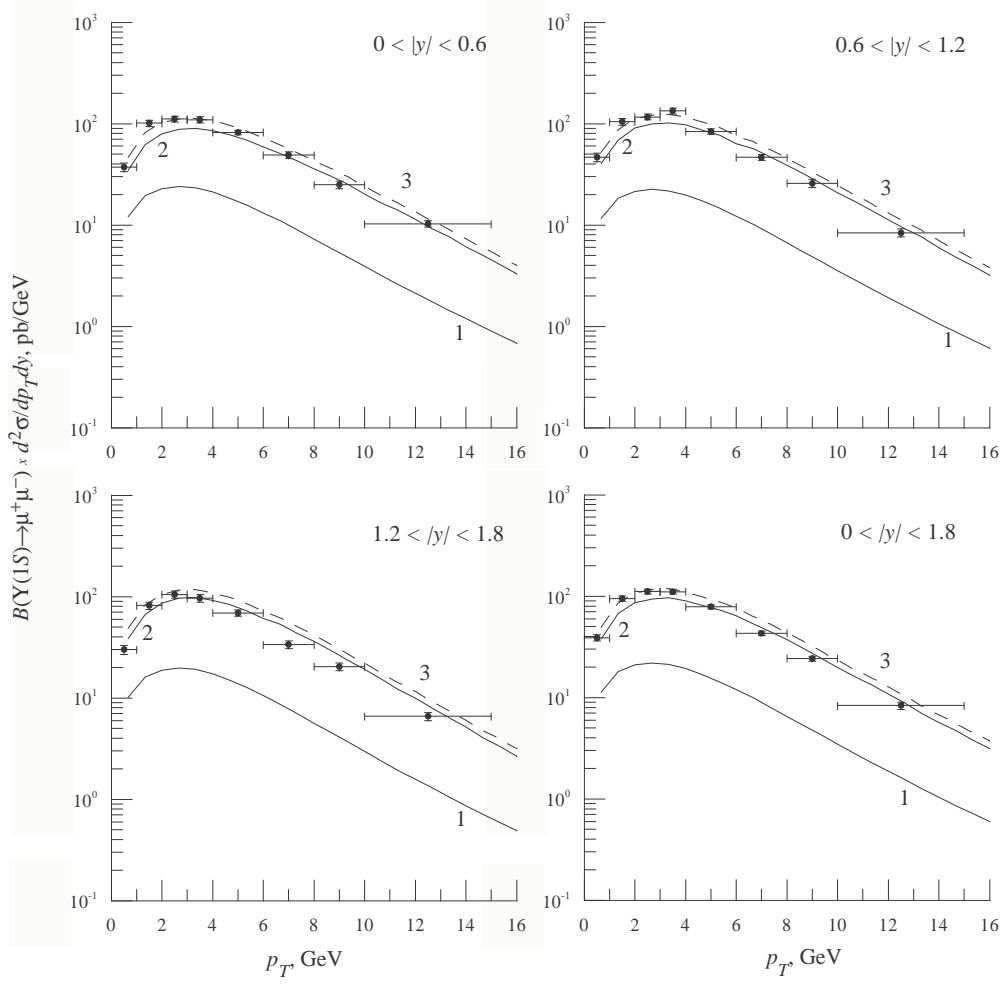 B(Υ(1S)→μ⁺μ⁻) x d²σ/dp_T dy, pb/GeV
10³
10²
10¹
10⁰
10⁻¹
0 < |y/ < 0.6
2
3
1
0 2 4 6 8 10 12 14 16
10³
10²
10¹
10⁰
10⁻¹
0.6 < |y/ < 1.2
2
3
1
0 2 4 6 8 10 12 14 16
10³
10²
10¹
10⁰
10⁻¹
1.2 < /y/ < 1.8
2
3
1
0 2 4 6 8 10 12 14 16
p_T, GeV
10³
10²
10¹
10⁰
10⁻¹
0 < /y/ < 1.8
2
3
1
0 2 4 6 8 10 12 14 16
p_T, GeV